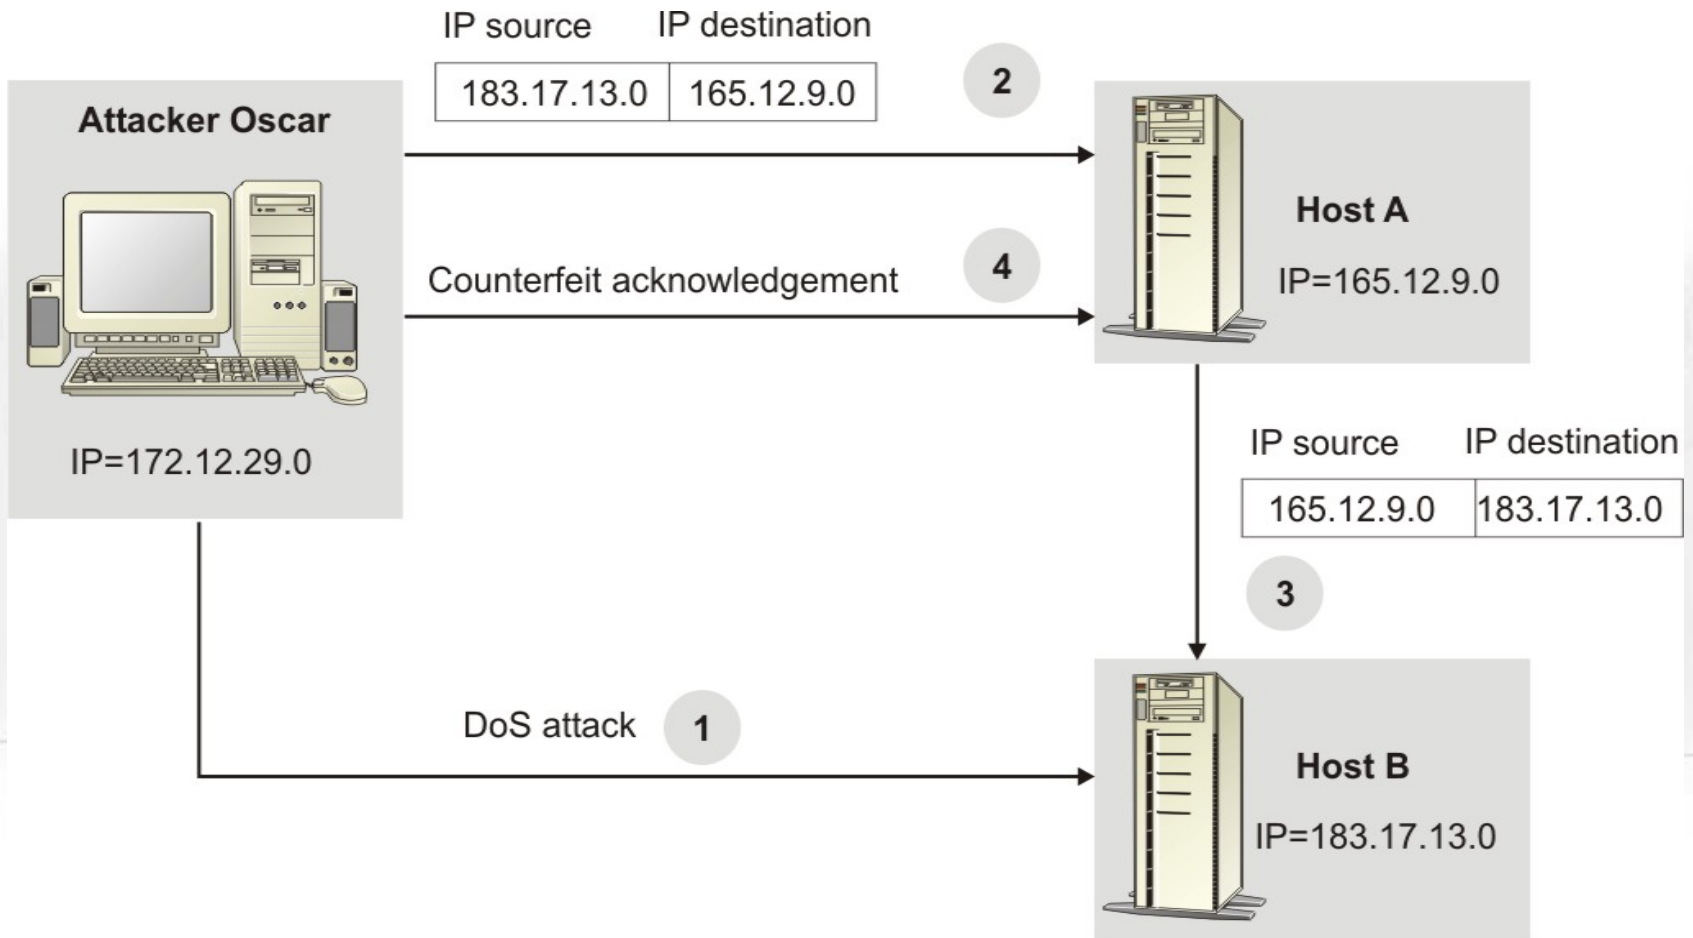 IP source IP destination
183.17.13.0 165.12.9.0
2
Attacker Oscar
Host A
IP=165.12.9.0
Counterfeit acknowledgement 4
IP=172.12.29.0
IP source IP destination
165.12.9.0 183.17.13.0
3
DoS attack 1
Host B
IP=183.17.13.0